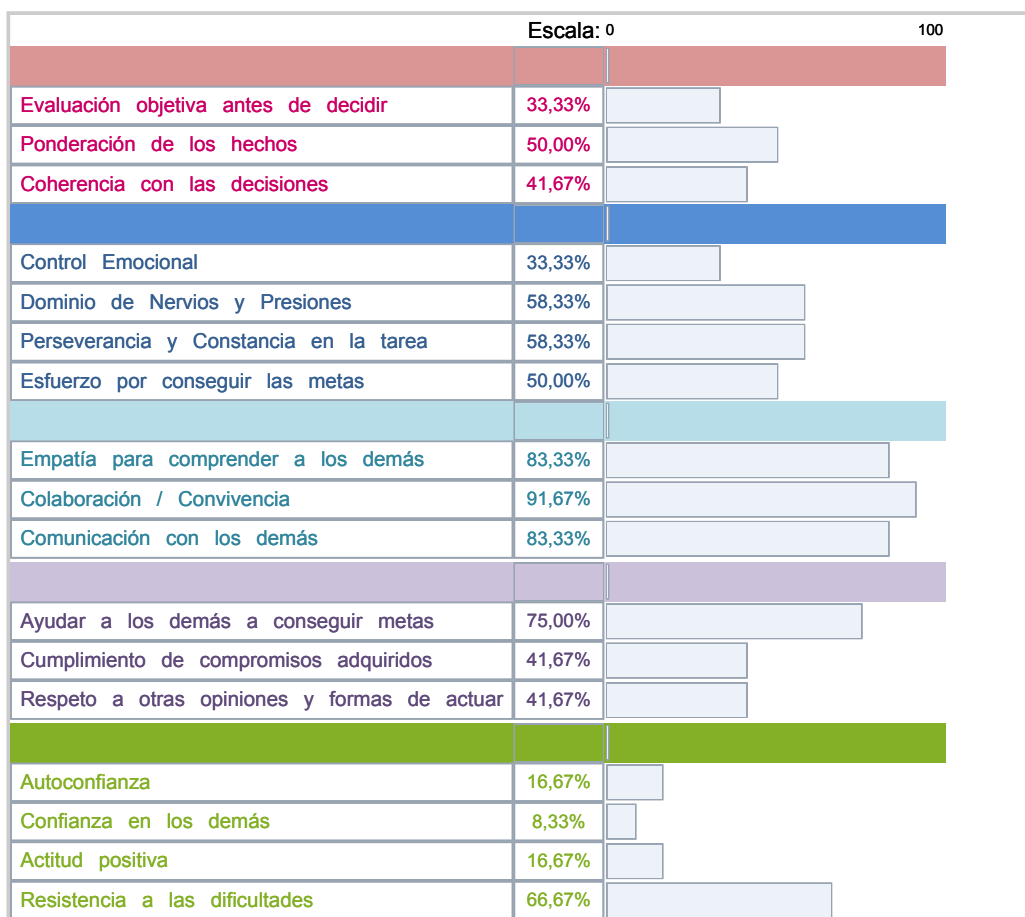 Escala: 0 100
Evaluación objetiva antes de decidir 33,33%
Ponderación de los hechos 50,00%
Coherencia con las decisiones 41,67%
Control Emocional 33,33%
Dominio de Nervios y Presiones 58,33%
Perseverancia y Constancia en la tarea 58,33%
Esfuerzo por conseguir las metas 50,00%
Empatía para comprender a los demás 83,33%
Colaboración / Convivencia 91,67%
Comunicación con los demás 83,33%
Ayudar a los demás a conseguir metas 75,00%
Cumplimiento de compromisos adquiridos 41,67%
Respeto a otras opiniones y formas de actuar 41,67%
Autoconfianza 16,67%
Confianza en los demás 8,33%
Actitud positiva 16,67%
Resistencia a las dificultades 66,67%